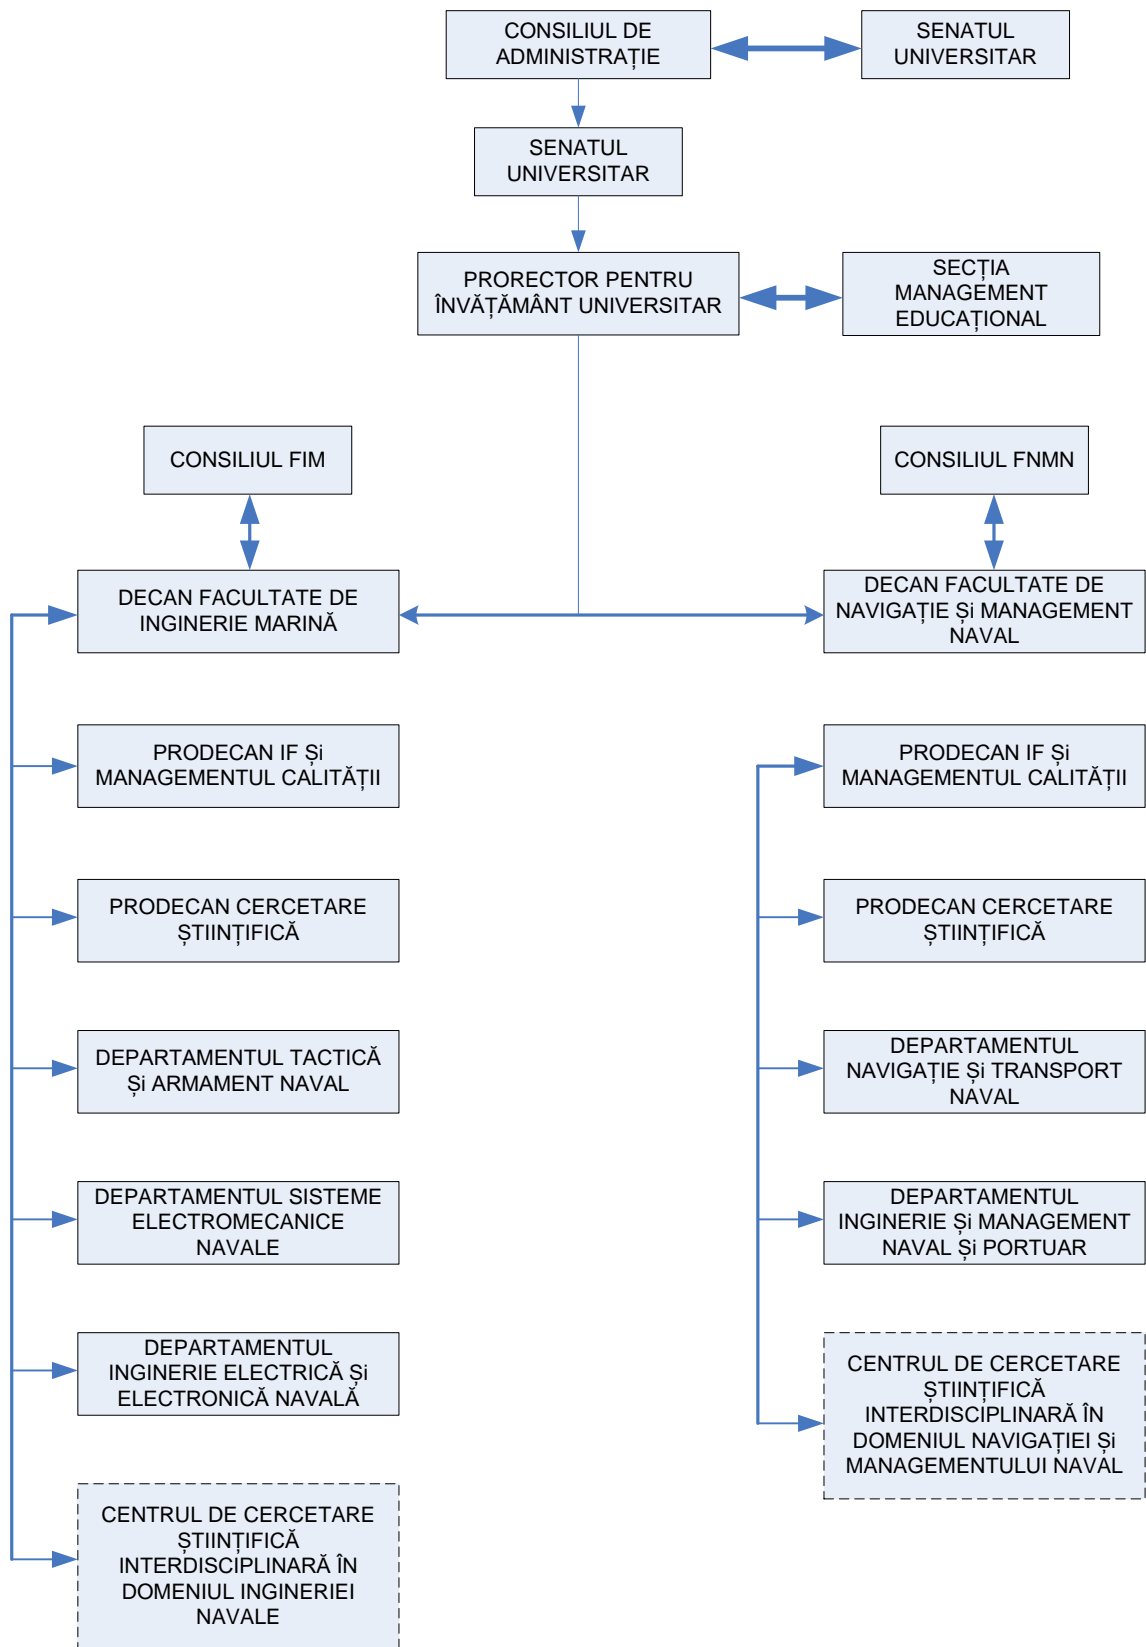 CONSILIUL DE
ADMINISTRAȚIE
SENATUL
UNIVERSITAR
SENATUL
UNIVERSITAR
PRORECTOR PENTRU
ÎNVĂȚĂMÂNT UNIVERSITAR
SECȚIA
MANAGEMENT
EDUCAȚIONAL
CONSILIUL FIM
CONSILIUL FNMN
DECAN FACULTATE DE
INGINERIE MARINĂ
DECAN FACULTATE DE
NAVIGAȚIE Și MANAGEMENT
NAVAL
PRODECAN IF Și
MANAGEMENTUL CALITĂȚII
PRODECAN IF Și
MANAGEMENTUL CALITĂȚII
PRODECAN CERCETARE
ȘTIINȚIFICĂ
PRODECAN CERCETARE
ȘTIINȚIFICĂ
DEPARTAMENTUL TACTICĂ
Și ARMAMENT NAVAL
DEPARTAMENTUL
NAVIGAȚIE Și TRANSPORT
NAVAL
DEPARTAMENTUL SISTEME
ELECTROMECANICE
NAVALE
DEPARTAMENTUL
INGINERIE Și MANAGEMENT
NAVAL Și PORTUAR
DEPARTAMENTUL
INGINERIE ELECTRICĂ Și
ELECTRONICĂ NAVALĂ
CENTRUL DE CERCETARE
ȘTIINȚIFICĂ
INTERDISCIPLINARĂ ÎN
DOMENIUL NAVIGAȚIEI Și
MANAGEMENTULUI NAVAL
CENTRUL DE CERCETARE
ȘTIINȚIFICĂ
INTERDISCIPLINARĂ ÎN
DOMENIUL INGINERIEI
NAVALE